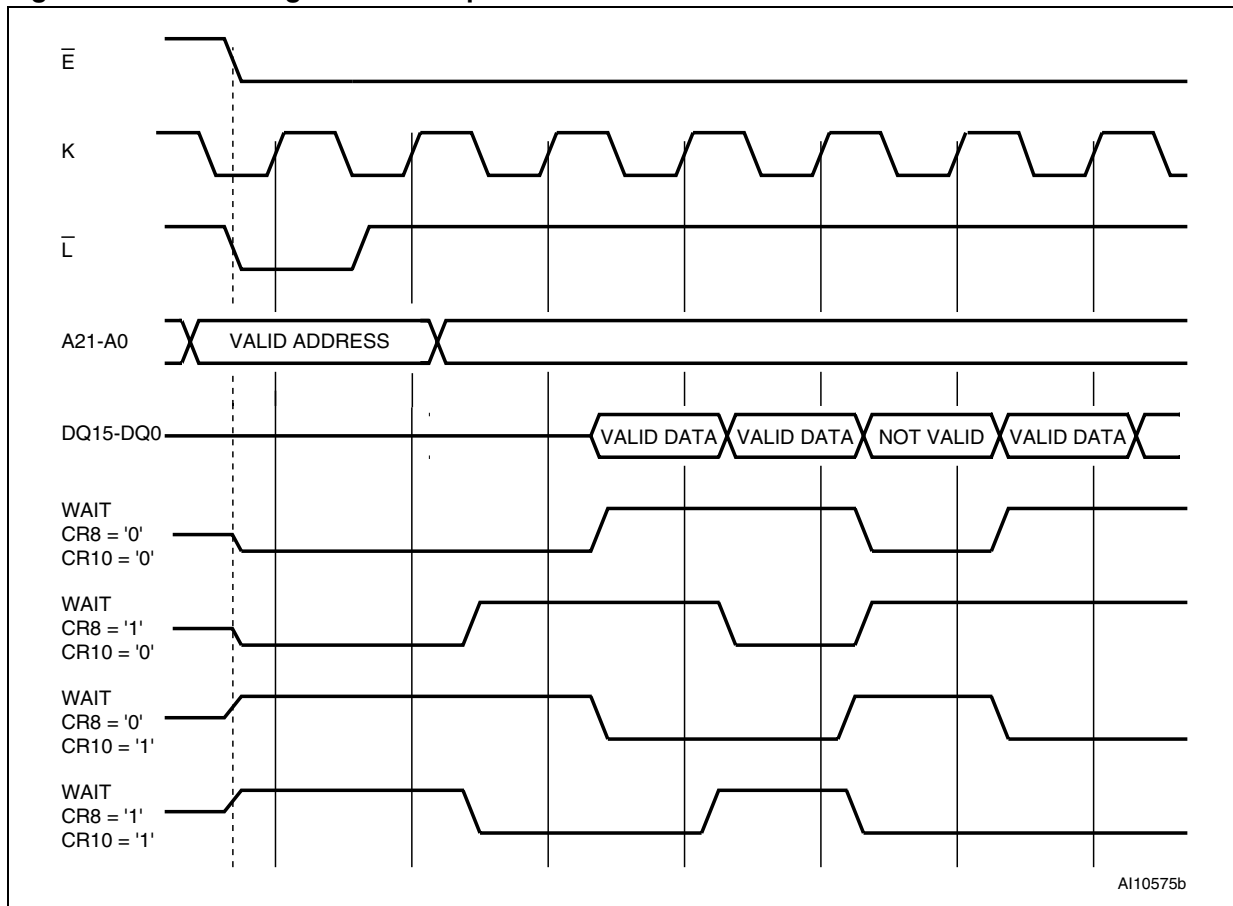 E
K
L
A21-A0
VALID ADDRESS
DQ15-DQ0
VALID DATA
VALID DATA
NOT VALID
VALID DATA
WAIT
CR8 = '0'
CR10 = '0'
WAIT
CR8 = '1'
CR10 = '0'
WAIT
CR8 = '0'
CR10 = '1'
WAIT
CR8 = '1'
CR10 = '1'
AI10575b